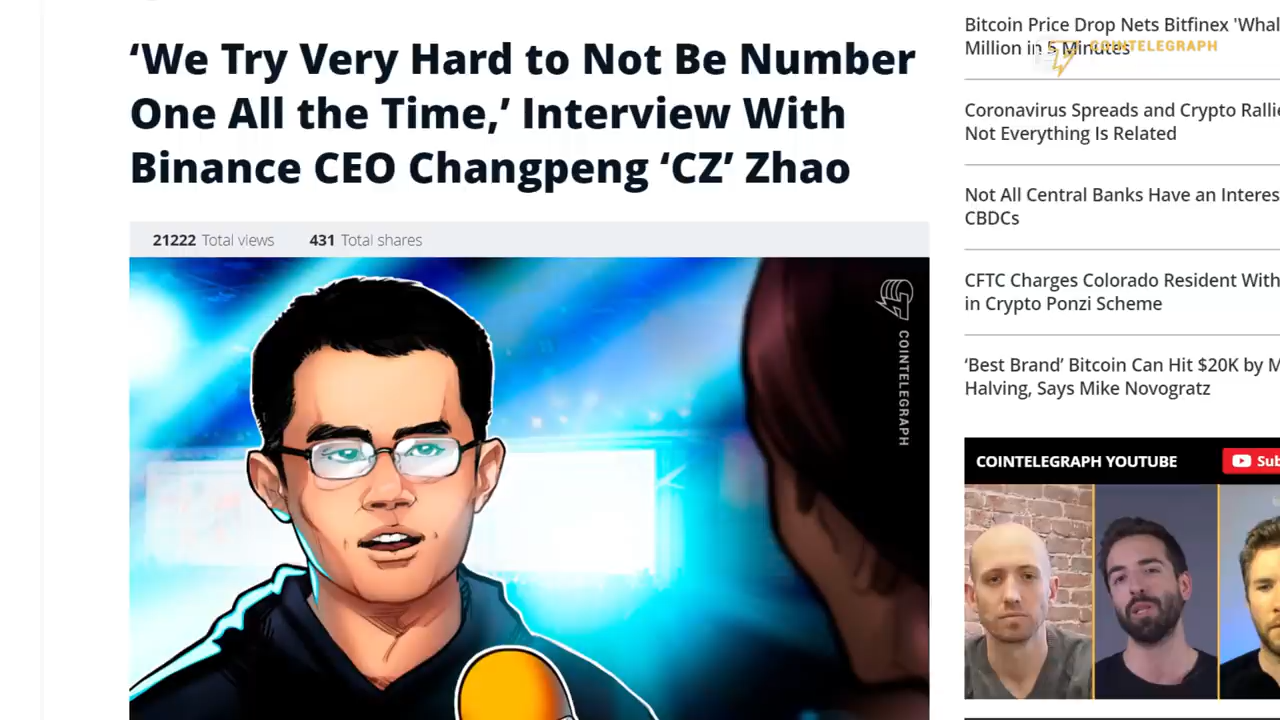 ‘We Try Very Hard to Not Be Number
One All the Time,’ Interview With
Binance CEO Changpeng ‘CZ’ Zhao
21222 Total views 431 Total shares
COINTELEGRAPH
Bitcoin Price Drop Nets Bitfinex 'Whal
Million in 5 Minutes
COINTELEGRAPH
Coronavirus Spreads and Crypto Rallie
Not Everything Is Related
Not All Central Banks Have an Interes
CBDCs
CFTC Charges Colorado Resident With
in Crypto Ponzi Scheme
‘Best Brand’ Bitcoin Can Hit $20K by M
Halving, Says Mike Novogratz
COINTELEGRAPH YOUTUBE
Sub